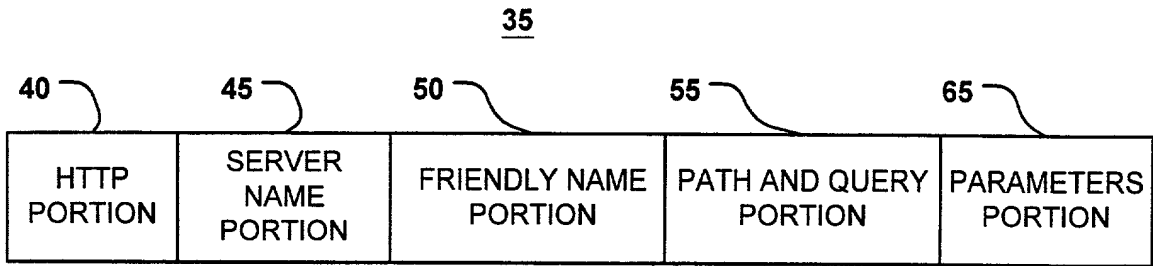 35
40 45 50 55 65
HTTP PORTION
SERVER NAME PORTION
FRIENDLY NAME PORTION
PATH AND QUERY PORTION
PARAMETERS PORTION